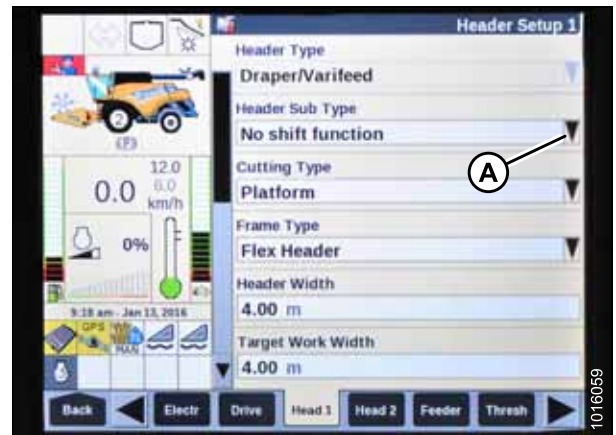 Header Setup 1
Header Type
Draper/Varifeed
Header Sub Type
No shift function
A
Cutting Type
Platform
Frame Type
Flex Header
Header Width
4.00 m
Target Work Width
4.00 m
2
(P)
12.0
0.0
6.0
km/h
0%
9:18 am - Jan 13, 2016
GPS
MAN
Back
Electr
Drive
Head 1
Head 2
Feeder
Thresh
1016059